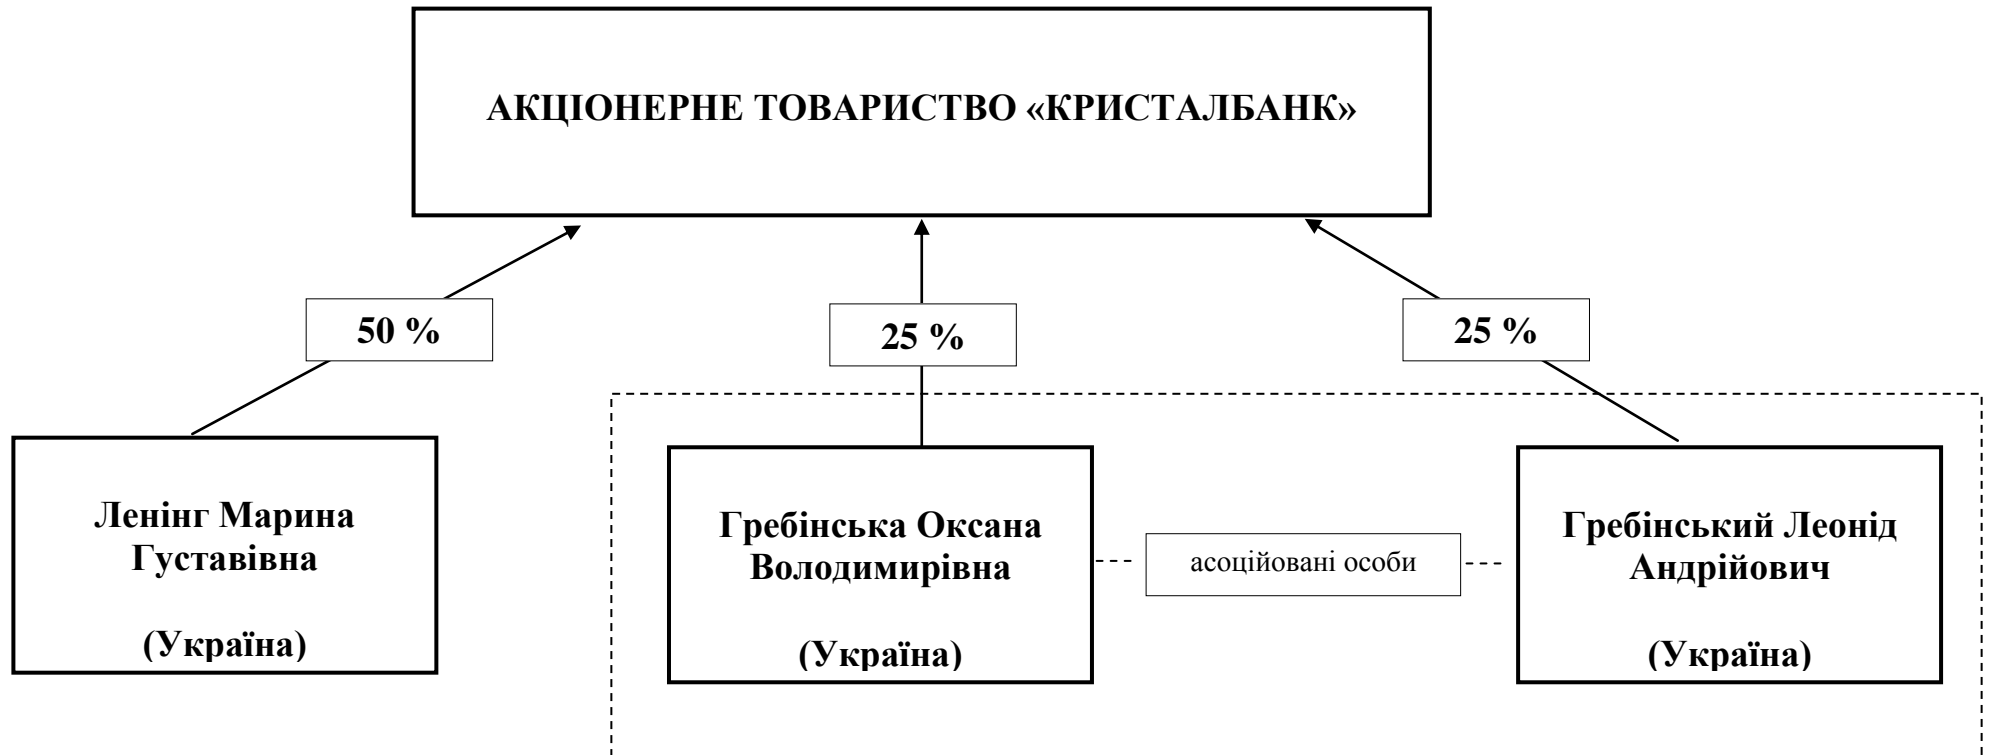 АКЦІОНЕРНЕ ТОВАРИСТВО «КРИСТАЛБАНК»
50 %
25 %
25 %
Ленінг Марина
Густавівна
(Україна)
Гребінська Оксана
Володимирівна
(Україна)
асоційовані особи
Гребінський Леонід
Андрійович
(Україна)